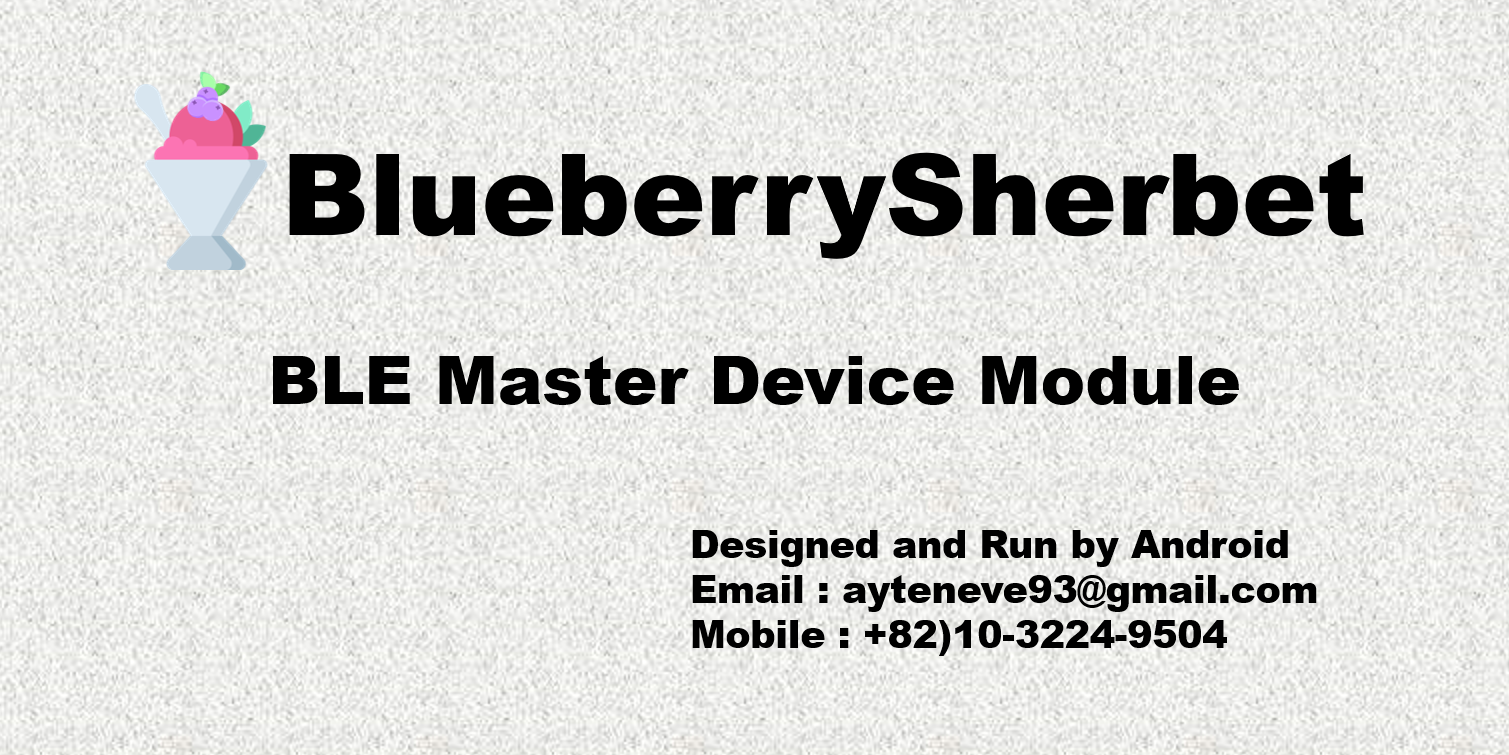 BlueberrySherbet
BLE Master Device Module
Designed and Run by Android
Email : ayteneve93@gmail.com
Mobile : +82)10-3224-9504